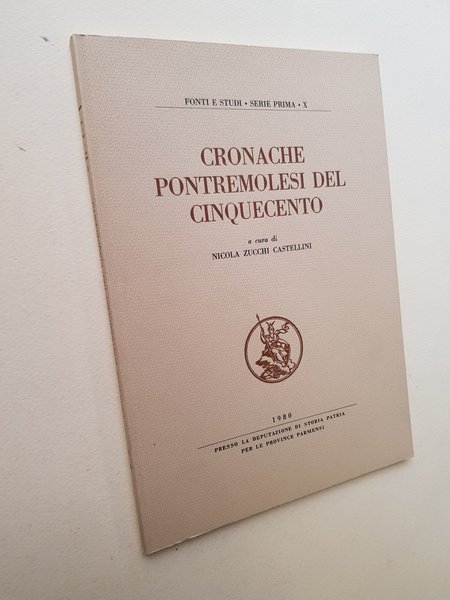 FONTI E STUDI • SERIE PRIMA • X
CRONACHE
PONTREMOLESI DEL
CINQUECENTO
a cura di
NICOLA ZUCCHI CASTELLINI
1980
PRESSO LA DEPUTAZIONE DI STORIA PATRIA
PER LE PROVINCE PARMENSI